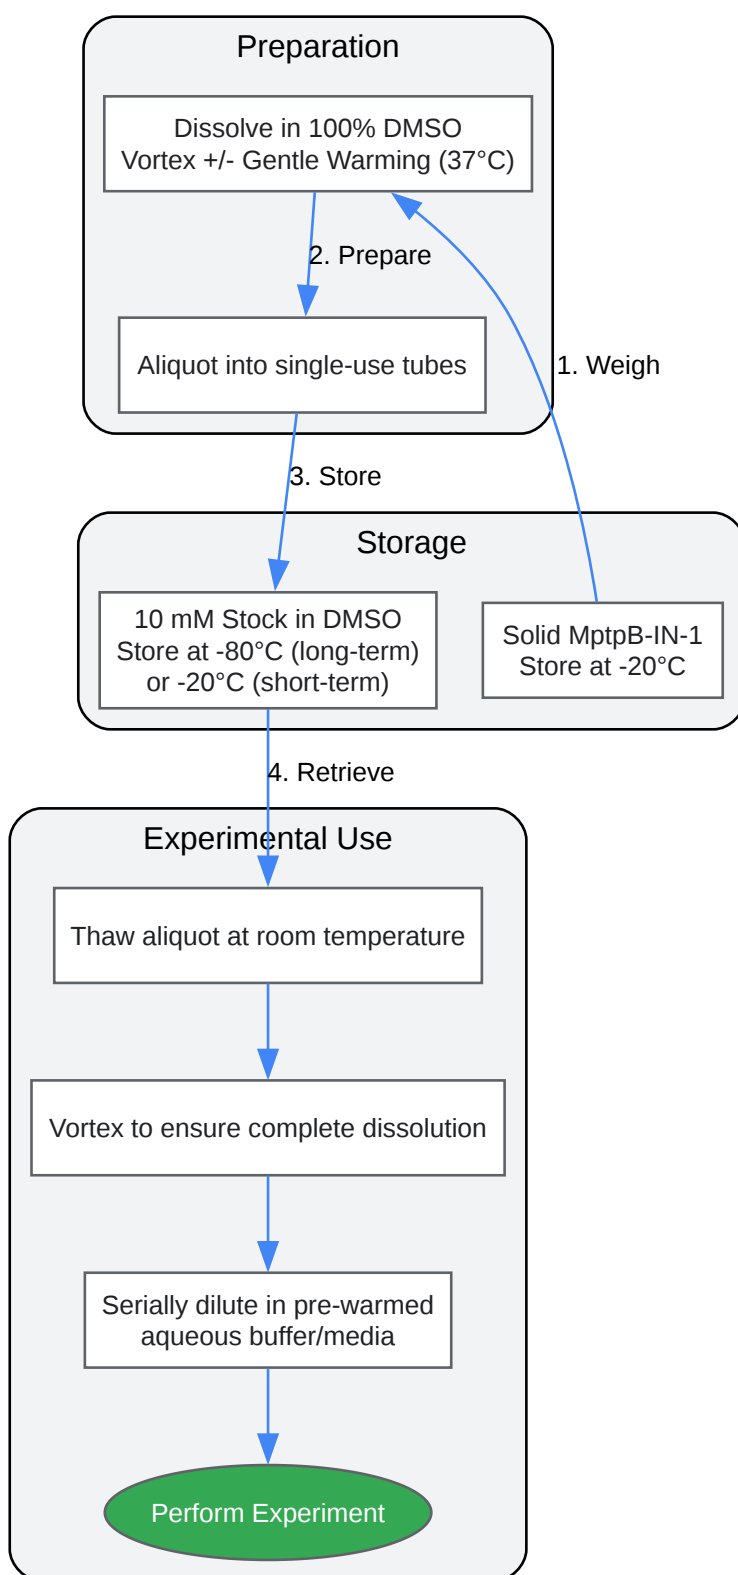 Preparation
Dissolve in 100% DMSO
Vortex +/- Gentle Warming (37°C)
2. Prepare
Aliquot into single-use tubes
1. Weigh
3. Store
Storage
10 mM Stock in DMSO
Store at -80°C (long-term)
or -20°C (short-term)
Solid MptpB-IN-1
Store at -20°C
4. Retrieve
Experimental Use
Thaw aliquot at room temperature
Vortex to ensure complete dissolution
Serially dilute in pre-warmed
aqueous buffer/media
Perform Experiment